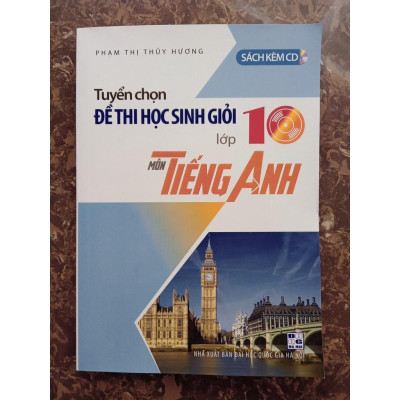 PHẠM THỊ THÚY HƯƠNG
SÁCH KÈM CD
Tuyển chọn
ĐỀ THI HỌC SINH GIỎI
lớp 10
MÔN TIẾNG ANH
NHÀ XUẤT BẢN ĐẠI HỌC QUỐC GIA HÀ NỘI